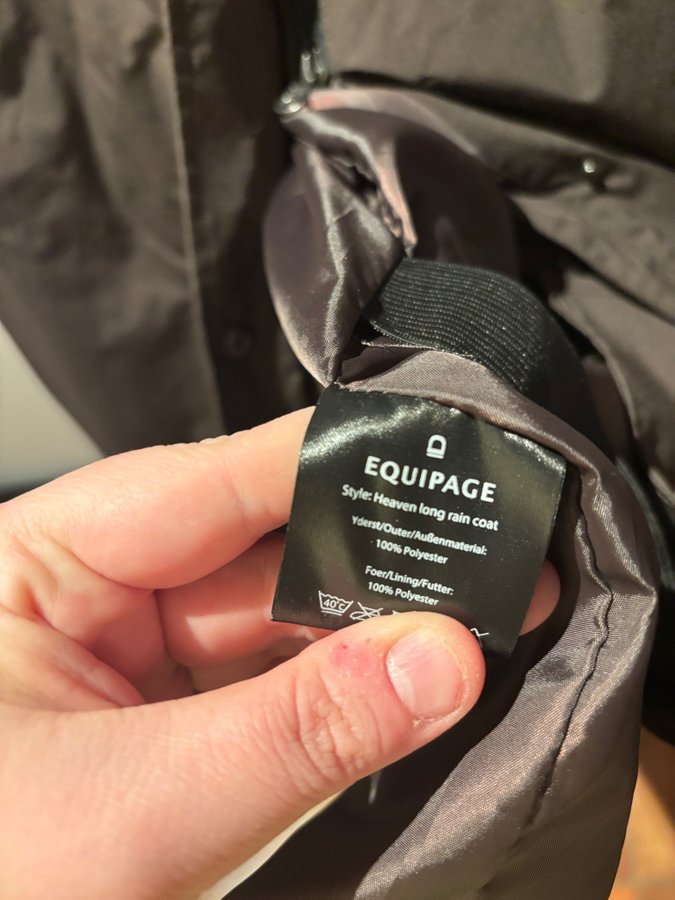 EQUIPAGE
Style: Heaven long rain coat
Yderst/Outer/Außenmaterial:
100% Polyester
Foer/Lining/Futter:
100% Polyester
40°C